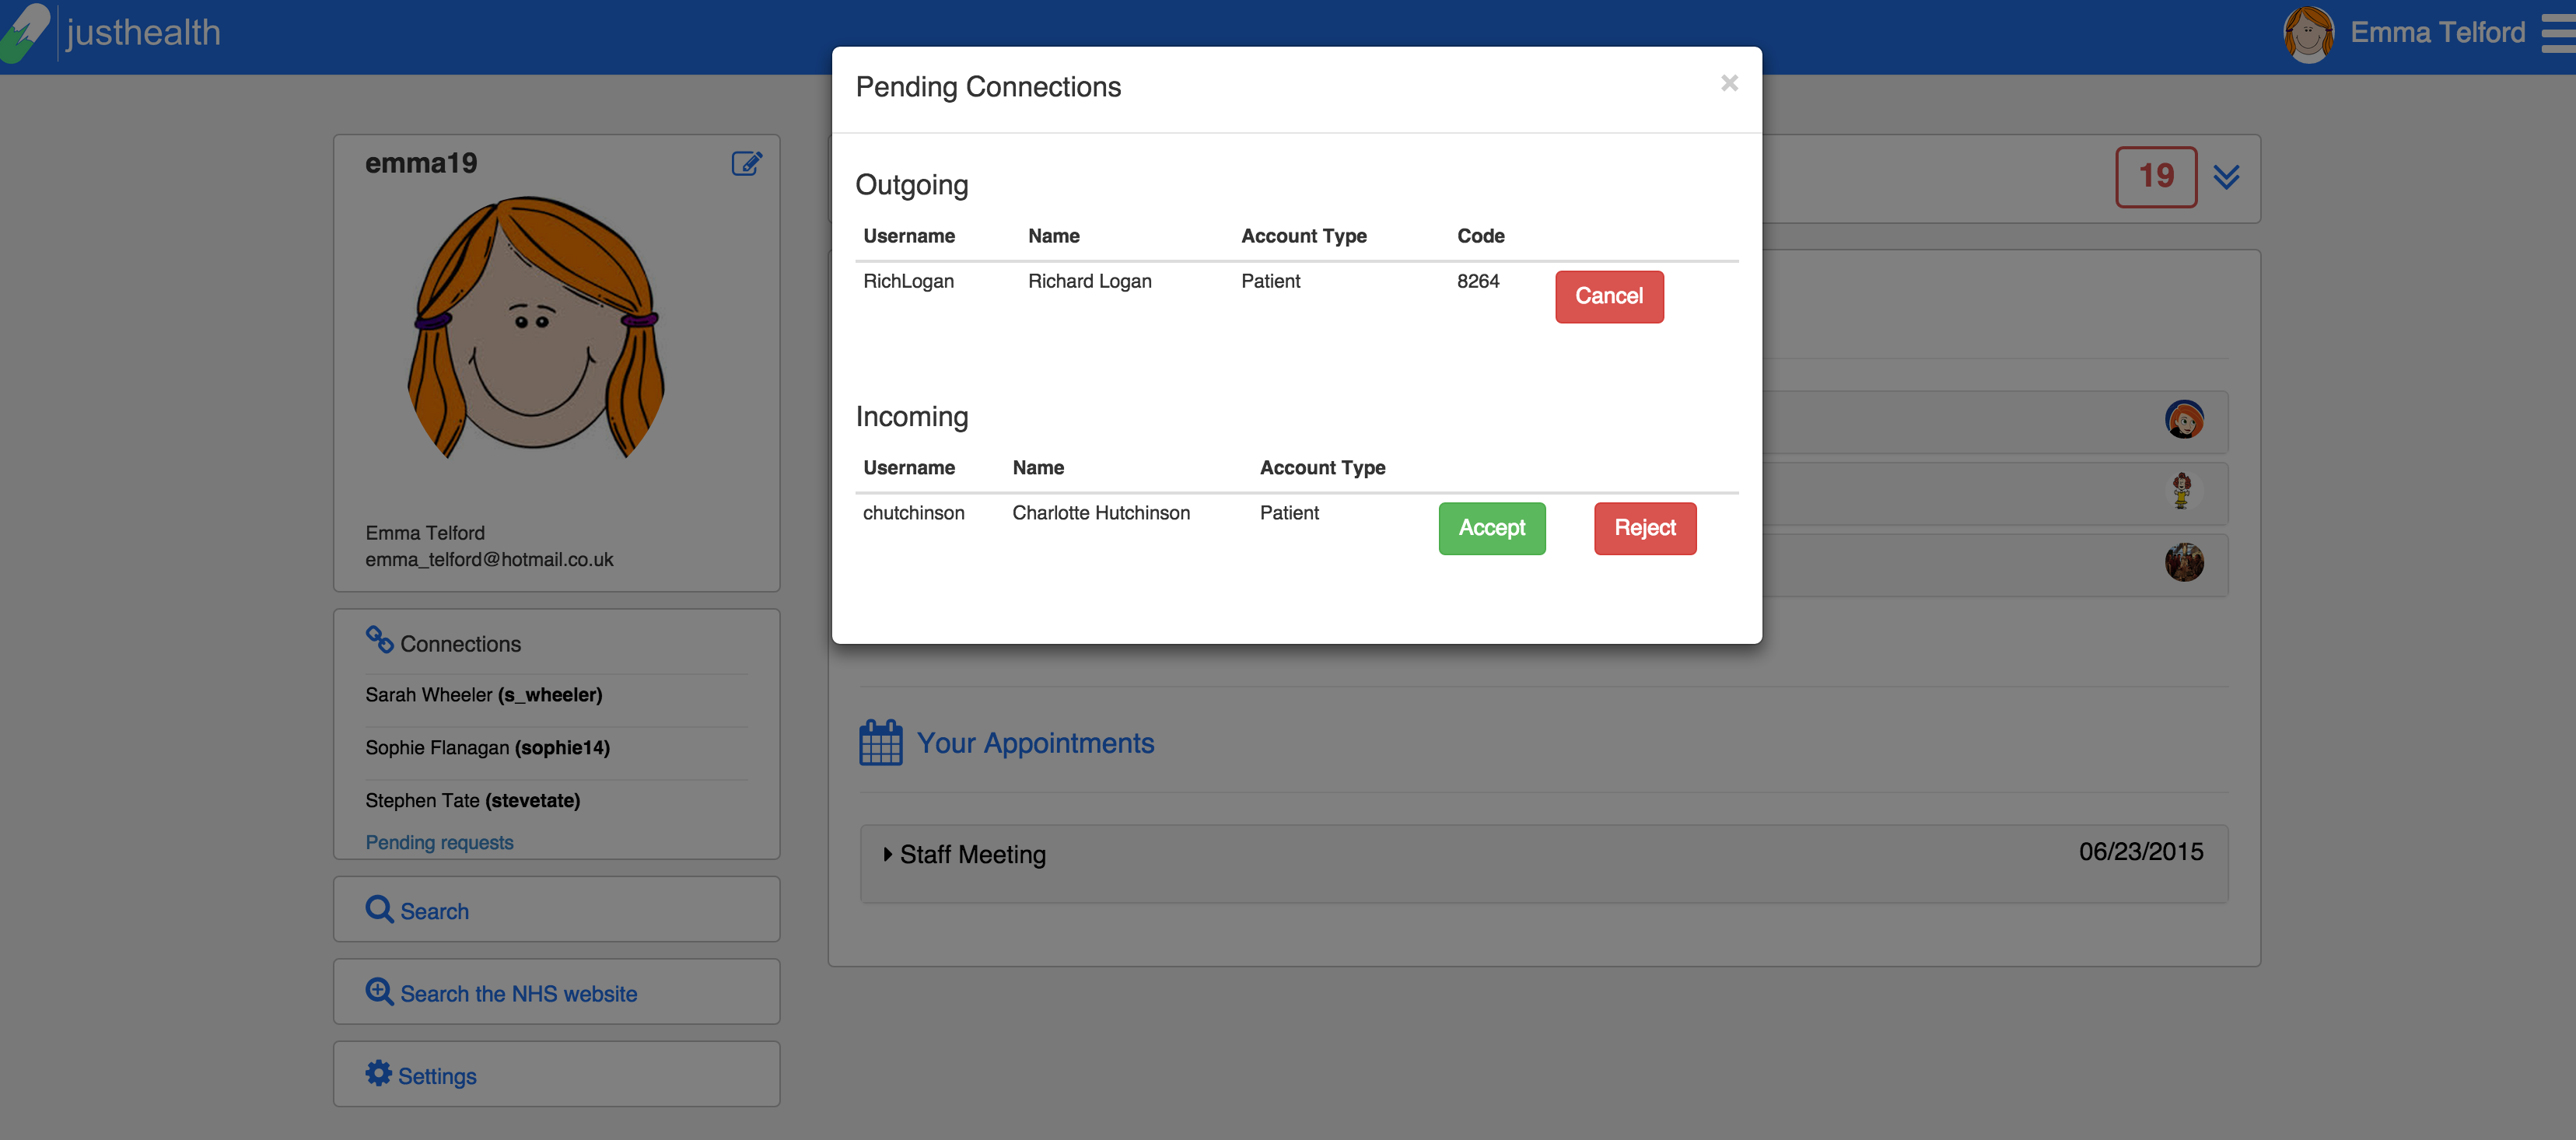 justhealth
Emma Telford
Pending Connections
×
Outgoing
Username Name Account Type Code
RichLogan Richard Logan Patient 8264 Cancel
Incoming
Username Name Account Type
chutchinson Charlotte Hutchinson Patient Accept Reject
emma19
Emma Telford
emma_telford@hotmail.co.uk
Connections
Sarah Wheeler (s_wheeler)
Sophie Flanagan (sophie14)
Stephen Tate (stevetate)
Pending requests
Search
Search the NHS website
Settings
19
Your Appointments
Staff Meeting 06/23/2015